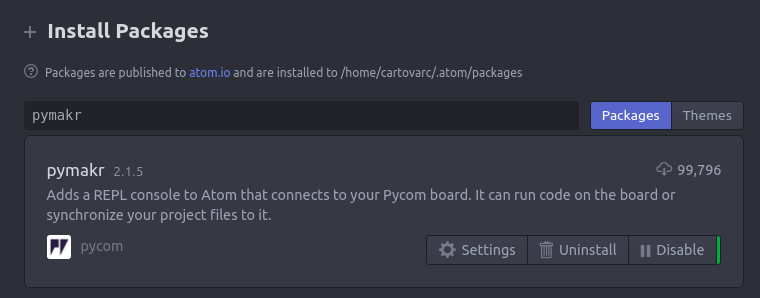 Install Packages
Packages are published to atom.io and are installed to /home/cartovarc/.atom/packages
pymakr
Packages Themes
pymakr 2.1.5 99,796
Adds a REPL console to Atom that connects to your Pycom board. It can run code on the board or
synchronize your project files to it.
pycom Settings Uninstall Disable